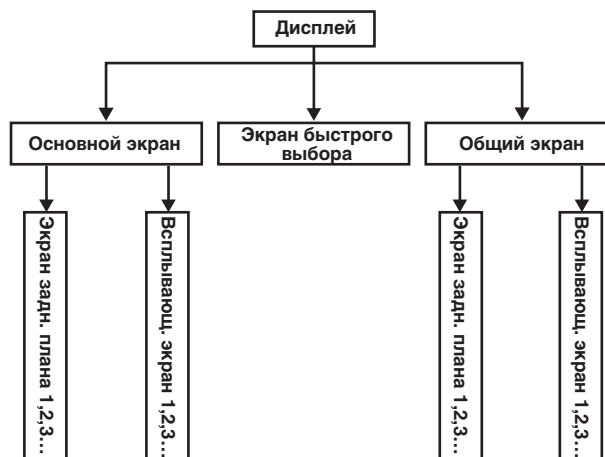 Дисплей
Основной экран
Экран быстрого
выбора
Общий экран
Экран задн. плана 1,2,3...
Всплывающ. экран 1,2,3...
Экран задн. плана 1,2,3...
Всплывающ. экран 1,2,3...